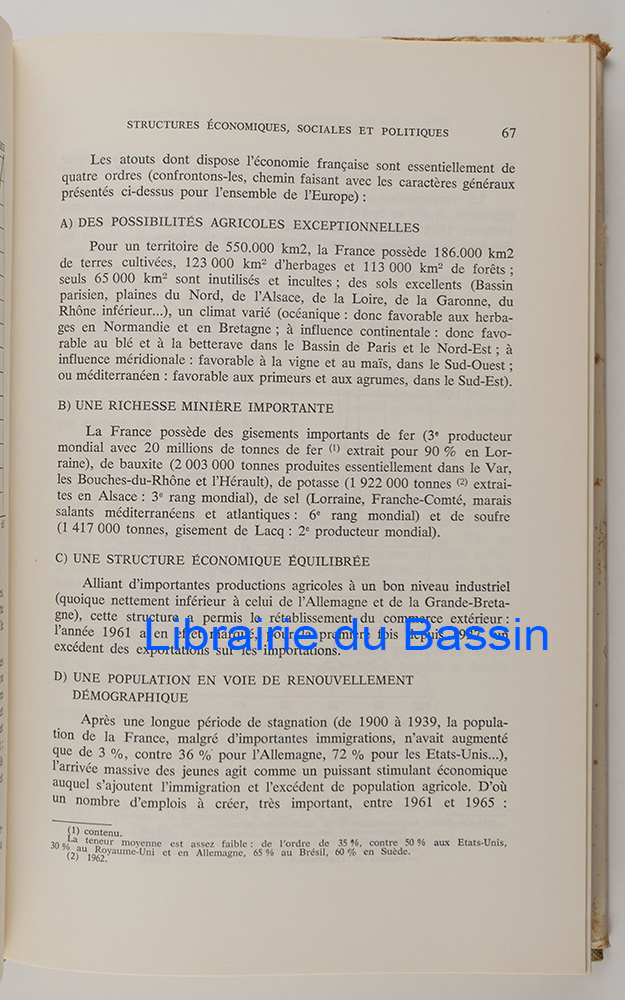 STRUCTURES ÉCONOMIQUES, SOCIALES ET POLITIQUES 67
Les atouts dont dispose l'économie française sont essentiellement de
quatre ordres (confrontons-les, chemin faisant avec les caractères généraux
présentés ci-dessus pour l'ensemble de l'Europe) :
A) DES POSSIBILITÉS AGRICOLES EXCEPTIONNELLES
Pour un territoire de 550.000 km2, la France possède 186.000 km2
de terres cultivées, 123 000 km² d'herbages et 113 000 km² de forêts ;
seuls 65 000 km² sont inutilisés et incultes ; des sols excellents (Bassin
parisien, plaines du Nord, de l'Alsace, de la Loire, de la Garonne, du
Rhône inférieur...), un climat varié (océanique : donc favorable aux herba-
ges en Normandie et en Bretagne ; à influence continentale : donc favo-
rable au blé et à la betterave dans le Bassin de Paris et le Nord-Est ; à
influence méridionale : favorable à la vigne et au maïs, dans le Sud-Ouest ;
ou méditerranéen : favorable aux primeurs et aux agrumes, dans le Sud-Est).
B) UNE RICHESSE MINIÈRE IMPORTANTE
La France possède des gisements importants de fer (3e producteur
mondial avec 20 millions de tonnes de fer (1) extrait pour 90 % en Lor-
raine), de bauxite (2 003 000 tonnes produites essentiellement dans le Var,
les Bouches-du-Rhône et l'Hérault), de potasse (1 922 000 tonnes (2) extrai-
tes en Alsace : 3e rang mondial), de sel (Lorraine, Franche-Comté, marais
salants méditerranéens et atlantiques : 6e rang mondial) et de soufre
(1 417 000 tonnes, gisement de Lacq : 2e producteur mondial).
C) UNE STRUCTURE ÉCONOMIQUE ÉQUILIBRÉE
Alliant d'importantes productions agricoles à un bon niveau industriel
(quoique nettement inférieur à celui de l'Allemagne et de la Grande-Breta-
gne), cette structure a permis le rétablissement du commerce extérieur :
l'année 1961 a en effet marqué, pour la première fois depuis
excédent des exportations sur les importations.
Librairie du Bassin
D) UNE POPULATION EN VOIE DE RENOUVELLEMENT
DÉMOGRAPHIQUE
Après une longue période de stagnation (de 1900 à 1939, la popula-
tion de la France, malgré d'importantes immigrations, n'avait augmenté
que de 3 %, contre 36 % pour l'Allemagne, 72 % pour les Etats-Unis...),
l'arrivée massive des jeunes agit comme un puissant stimulant économique
auquel s'ajoutent l'immigration et l'excédent de population agricole. D'où
un nombre d'emplois à créer, très important, entre 1961 et 1965 :
(1) contenu.
La teneur moyenne est assez faible : de l'ordre de 35 %, contre 50 % aux Etats-Unis,
30 % au Royaume-Uni et en Allemagne, 65 % au Brésil, 60 % en Suède.
(2) 1962.